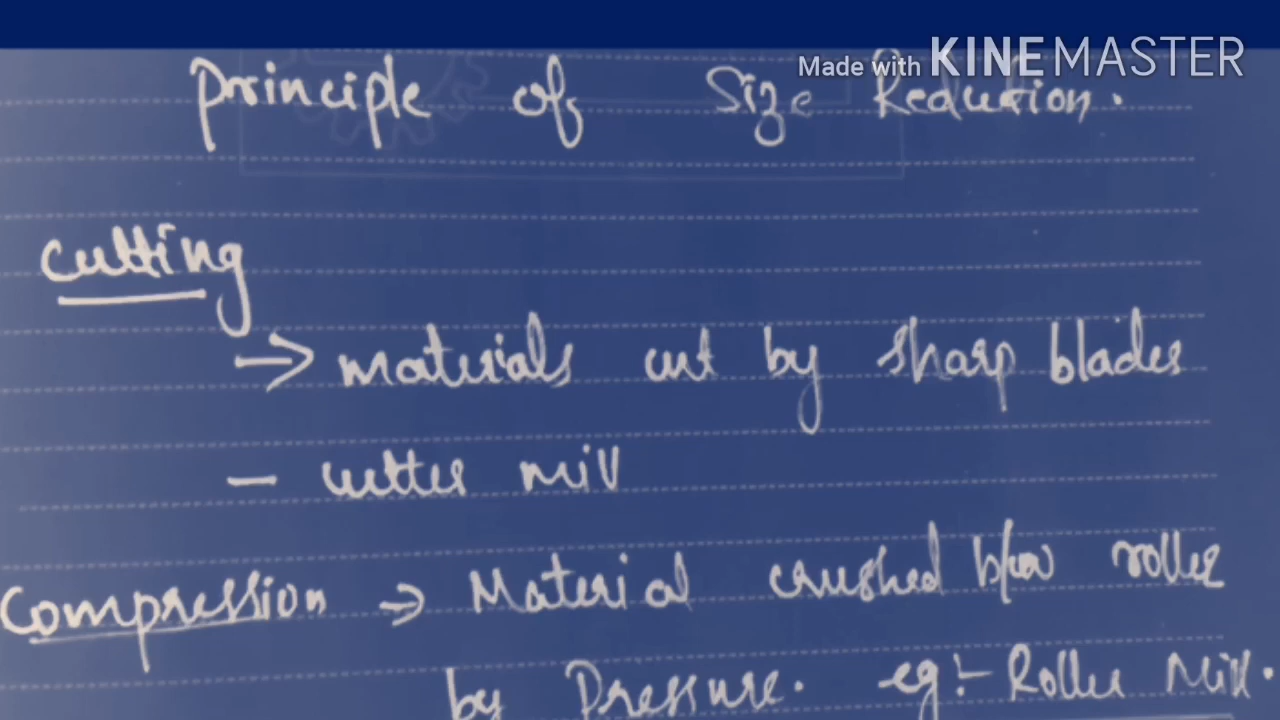 Made with KINEMASTER
Principle of Size Reduction.
Cutting
→ Materials cut by sharp blades
- Cutter Mill
Compression → Material crushed b/w roller
by Pressure. eg:- Roller Mill.